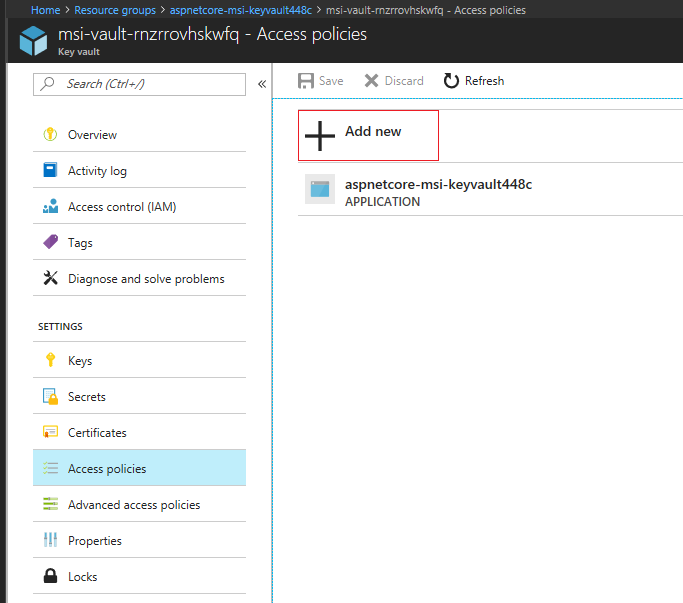 Home > Resource groups > aspnetcore-msi-keyvault448c > msi-vault-rnzrrovhskwfq - Access policies
msi-vault-rnzrrovhskwfq - Access policies
Key vault
Search (Ctrl+/)
«
Save
Discard
Refresh
Overview
Activity log
Access control (IAM)
Tags
Diagnose and solve problems
SETTINGS
Keys
Secrets
Certificates
Access policies
Advanced access policies
Properties
Locks
Add new
aspnetcore-msi-keyvault448c
APPLICATION